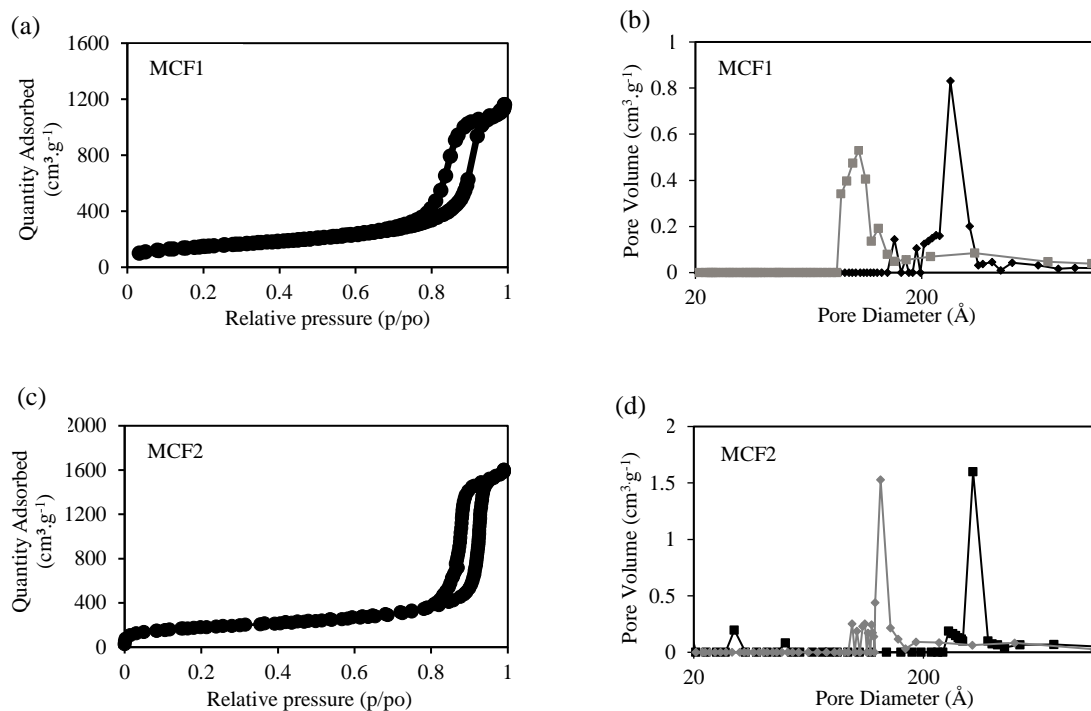 (a)
MCF1
Quantity Adsorbed
(cm³.g⁻¹)
1600
1200
800
400
0
0 0.2 0.4 0.6 0.8 1
Relative pressure (p/po)
(b)
MCF1
Pore Volume (cm³.g⁻¹)
1
0.8
0.6
0.4
0.2
0
20 200
Pore Diameter (Å)
(c)
MCF2
Quantity Adsorbed
(cm³.g⁻¹)
2000
1600
1200
800
400
0
0 0.2 0.4 0.6 0.8 1
Relative pressure (p/po)
(d)
MCF2
Pore Volume (cm³·g⁻¹)
2
1.5
1
0.5
0
20 200
Pore Diameter (Å)